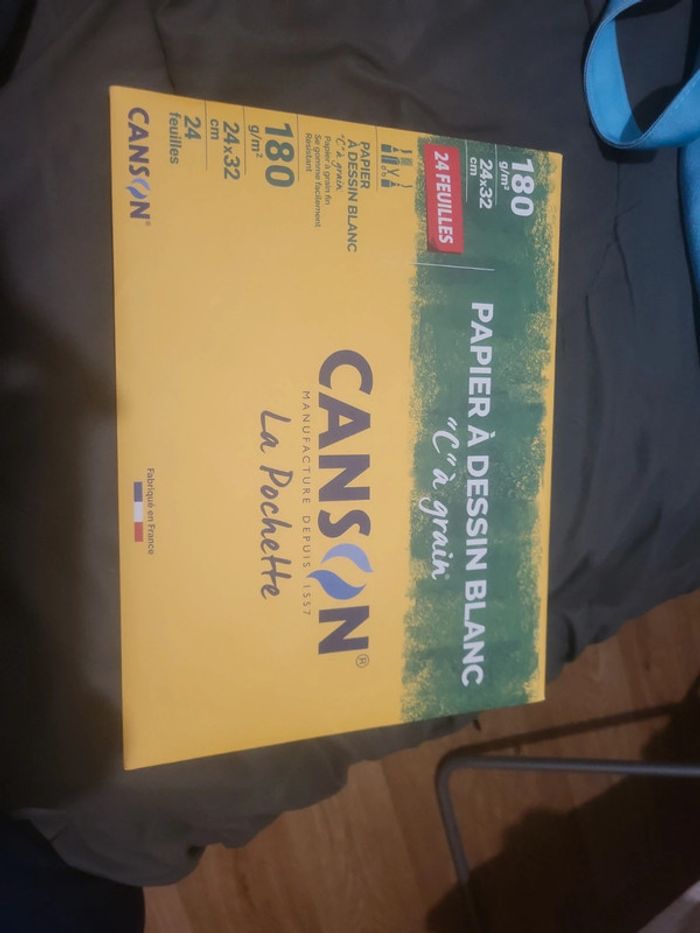 180
g/m²
24x32
cm
24 FEUILLES
PAPIER À DESSIN BLANC
"C" à grain
PAPIER
À DESSIN BLANC
"C" à grain
Papier à grain fin
Se gomme facilement
Résistant
180
g/m²
24x32
cm
24
feuilles
CANSON®
CANSON®
MANUFACTURE DEPUIS 1557
La Pochette
Fabriqué en France